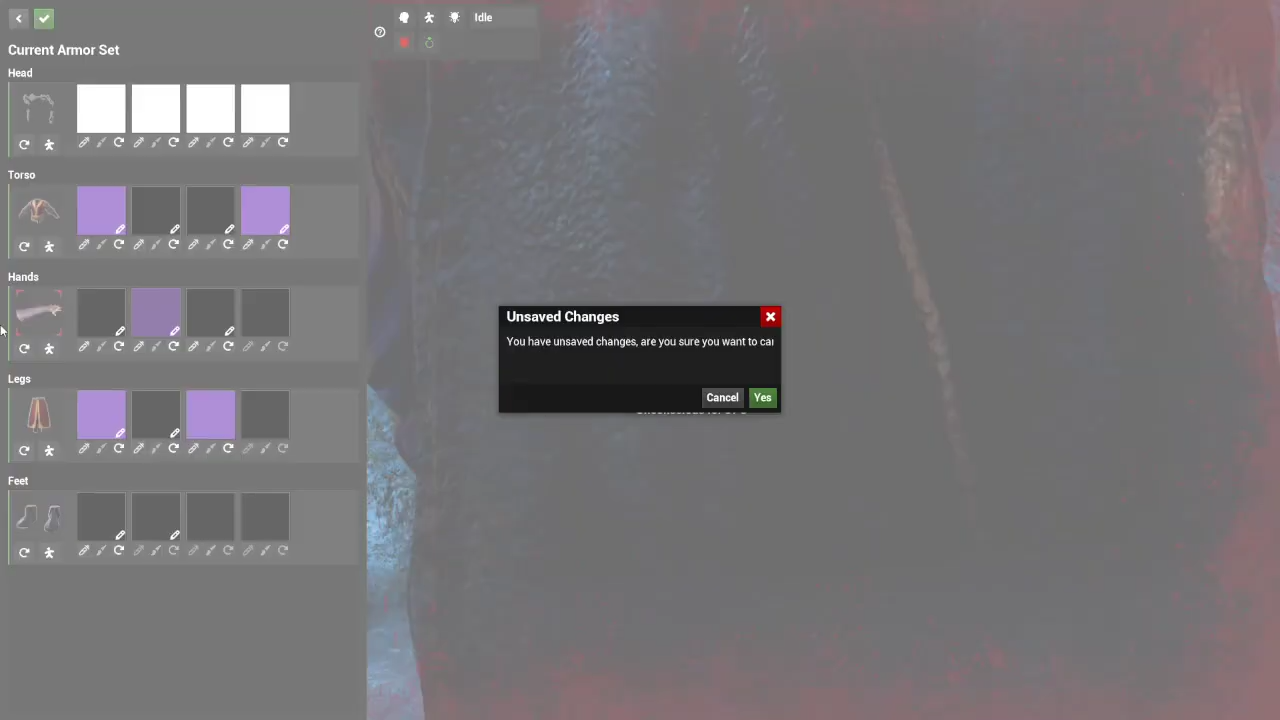 Idle
Current Armor Set
Head
Torso
Hands
Legs
Feet
Unsaved Changes
You have unsaved changes, are you sure you want to
Cancel
Yes